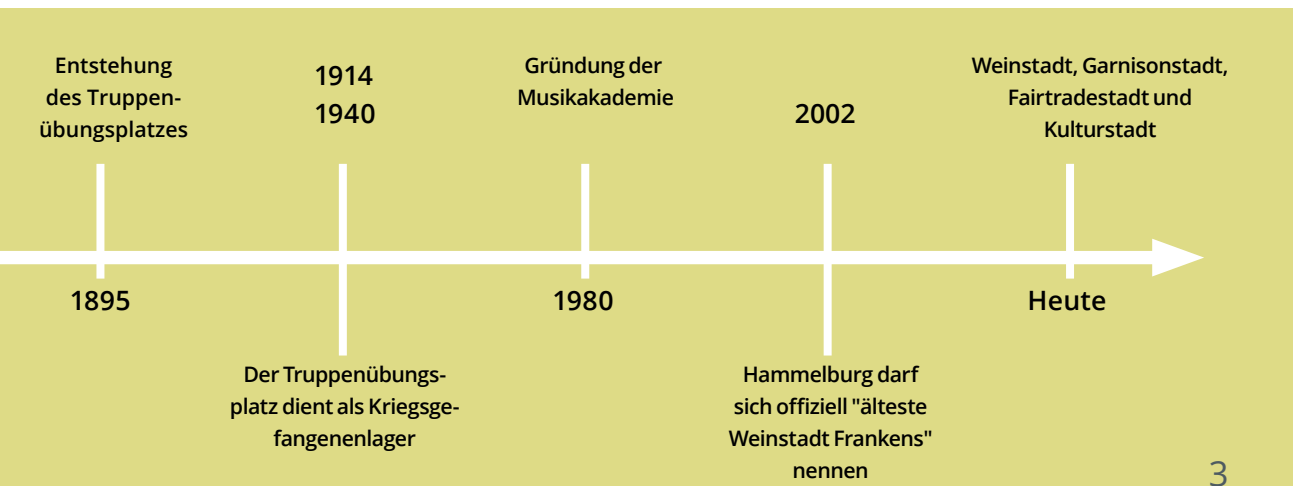 Entstehung
des Truppen-
übungsplatzes
1895
1914
1940
Der Truppenübungs-
platz dient als Kriegsge-
fangenenlager
Gründung der
Musikakademie
1980
2002
Hammelburg darf
sich offiziell "älteste
Weinstadt Frankens"
nennen
Weinstadt, Garnisonstadt,
Fairtradestadt und
Kulturstadt
Heute
3